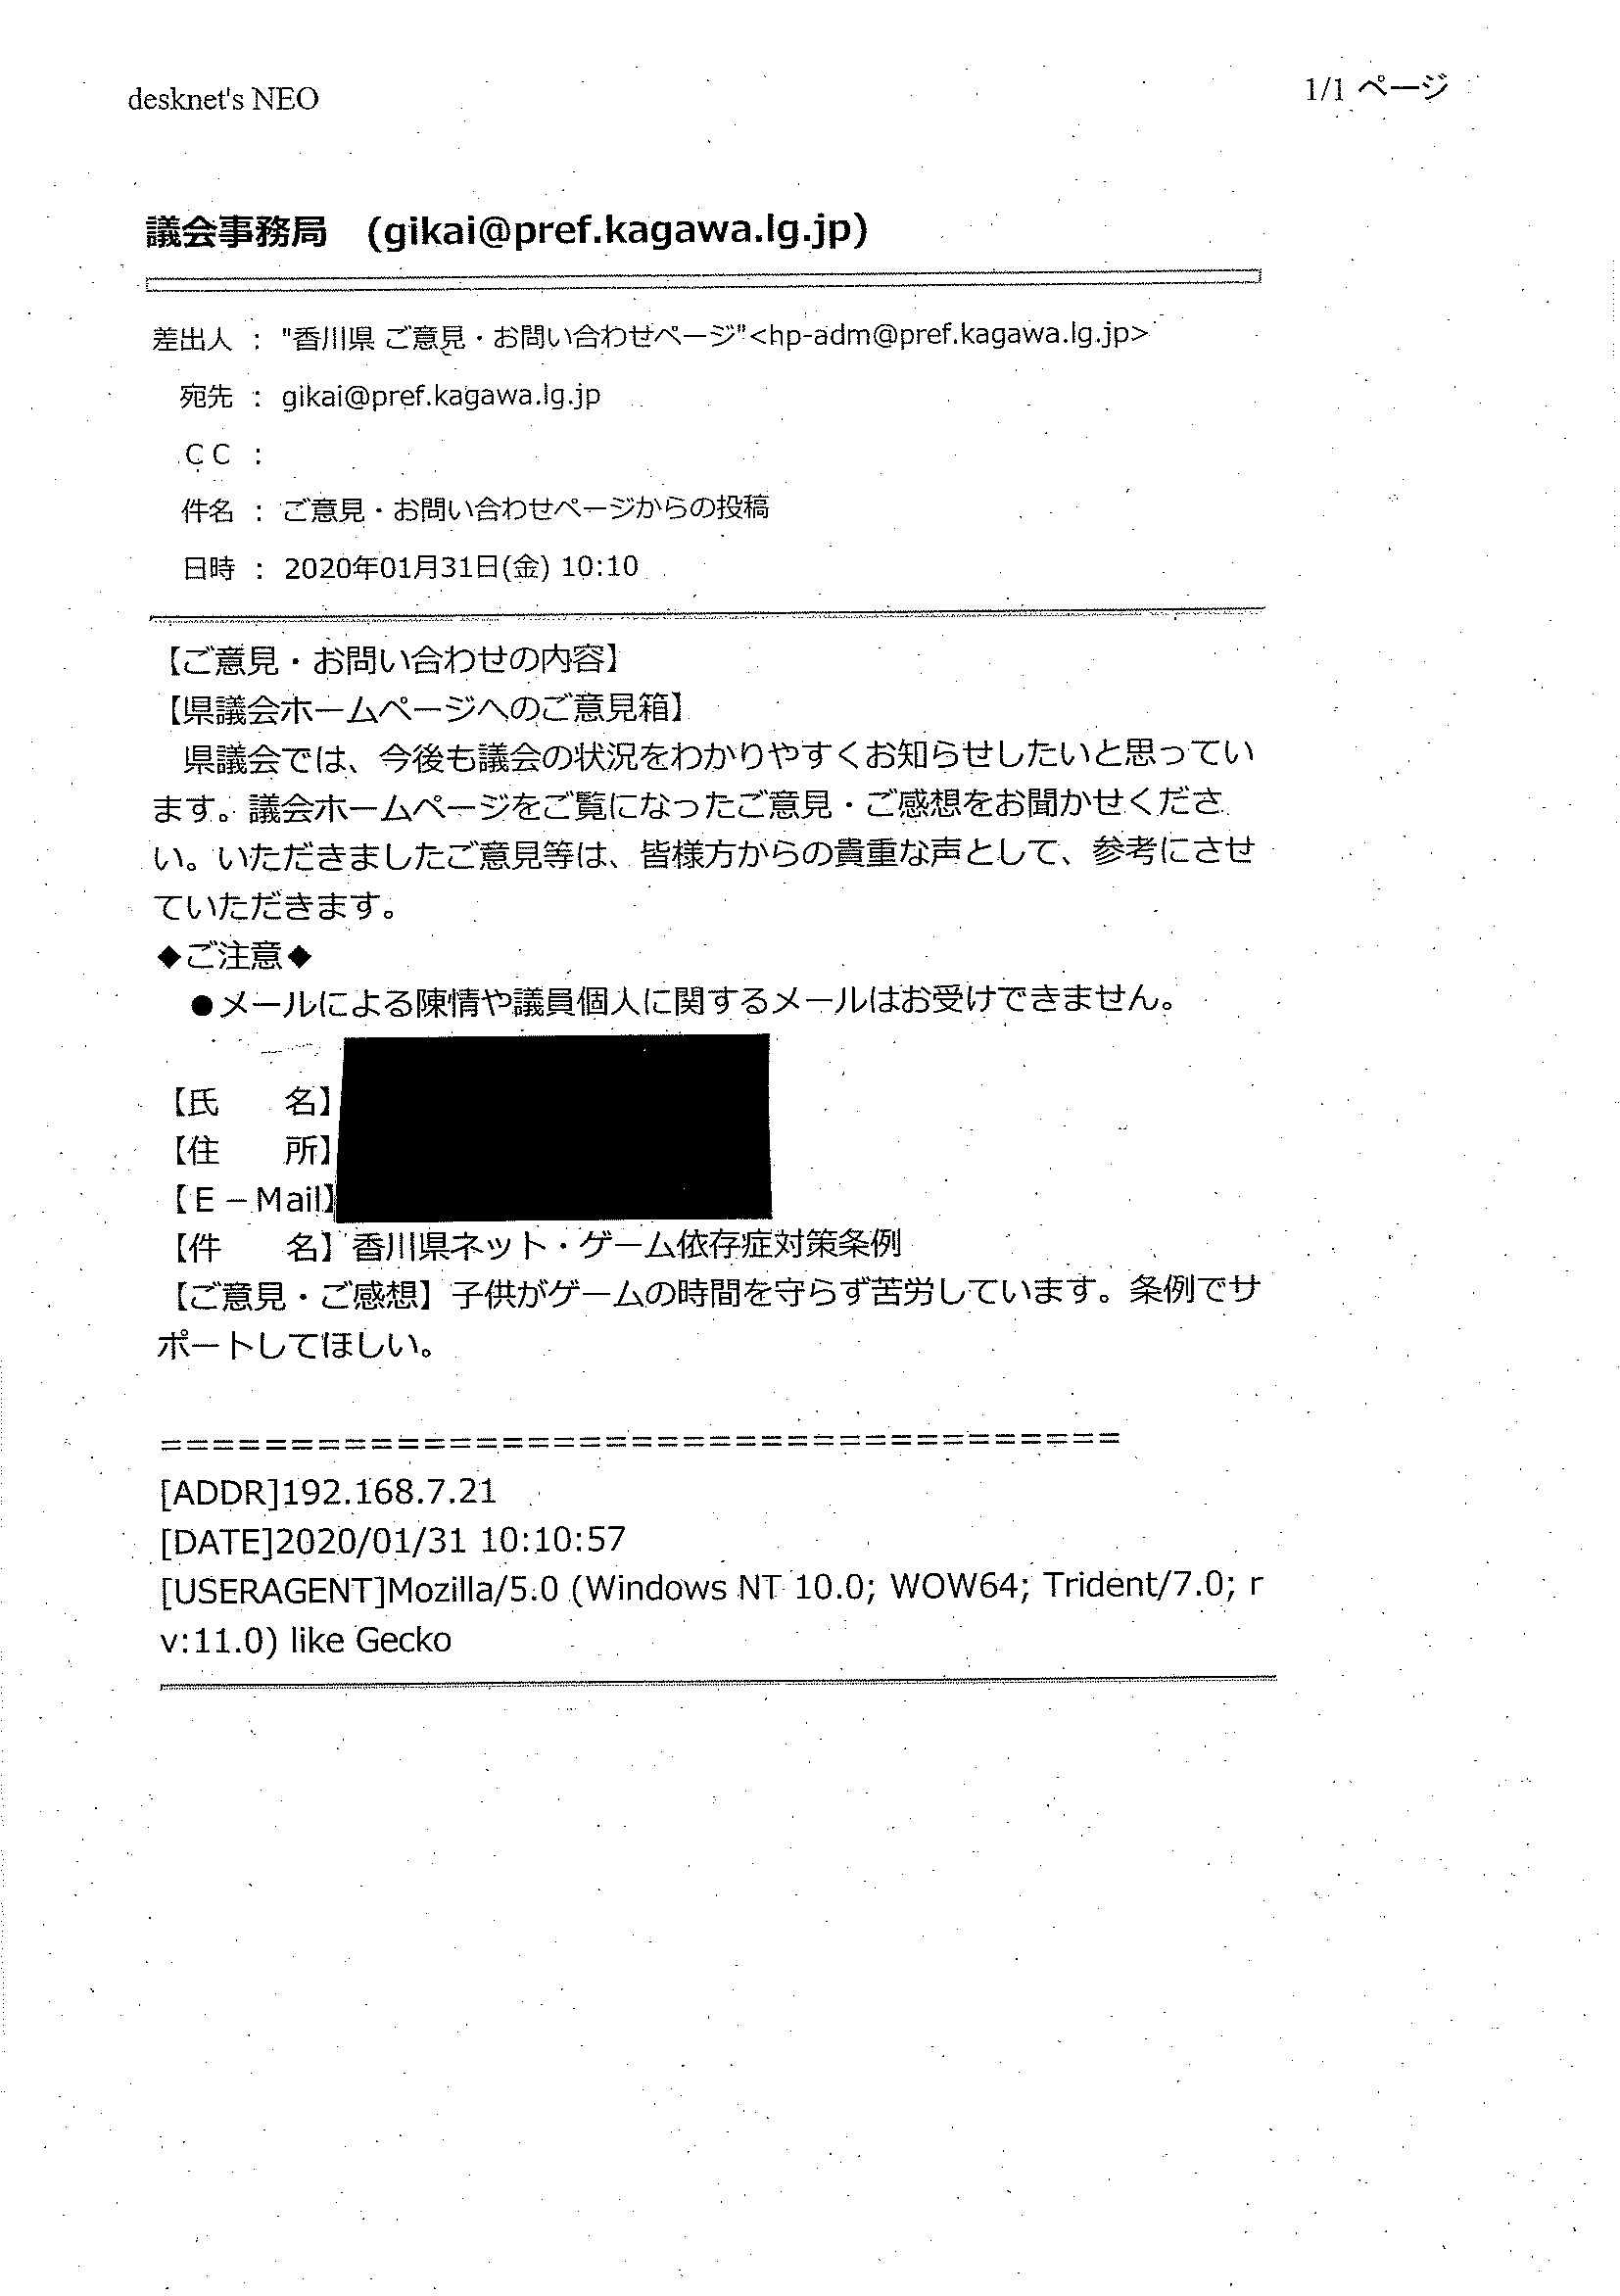 desknet's NEO
1/1 ページ
議会事務局　(gikai@pref.kagawa.lg.jp)
差出人 ： "香川県 ご意見・お問い合わせページ"<hp-adm@pref.kagawa.lg.jp>
宛先 ： gikai@pref.kagawa.lg.jp
ＣＣ ：
件名 ： ご意見・お問い合わせページからの投稿
日時 ： 2020年01月31日(金) 10:10
【ご意見・お問い合わせの内容】
【県議会ホームページへのご意見箱】
　県議会では、今後も議会の状況をわかりやすくお知らせしたいと思ってい
ます。議会ホームページをご覧になったご意見・ご感想をお聞かせくださ
い。いただきましたご意見等は、皆様方からの貴重な声として、参考にさせ
ていただきます。
◆ご注意◆
　●メールによる陳情や議員個人に関するメールはお受けできません。
【氏　　名】
【住　　所】
【Ｅ－Mail】
【件　　名】香川県ネット・ゲーム依存症対策条例
【ご意見・ご感想】子供がゲームの時間を守らず苦労しています。条例でサ
ポートしてほしい。
=====================================
[ADDR]192.168.7.21
[DATE]2020/01/31 10:10:57
[USERAGENT]Mozilla/5.0 (Windows NT 10.0; WOW64; Trident/7.0; r
v:11.0) like Gecko